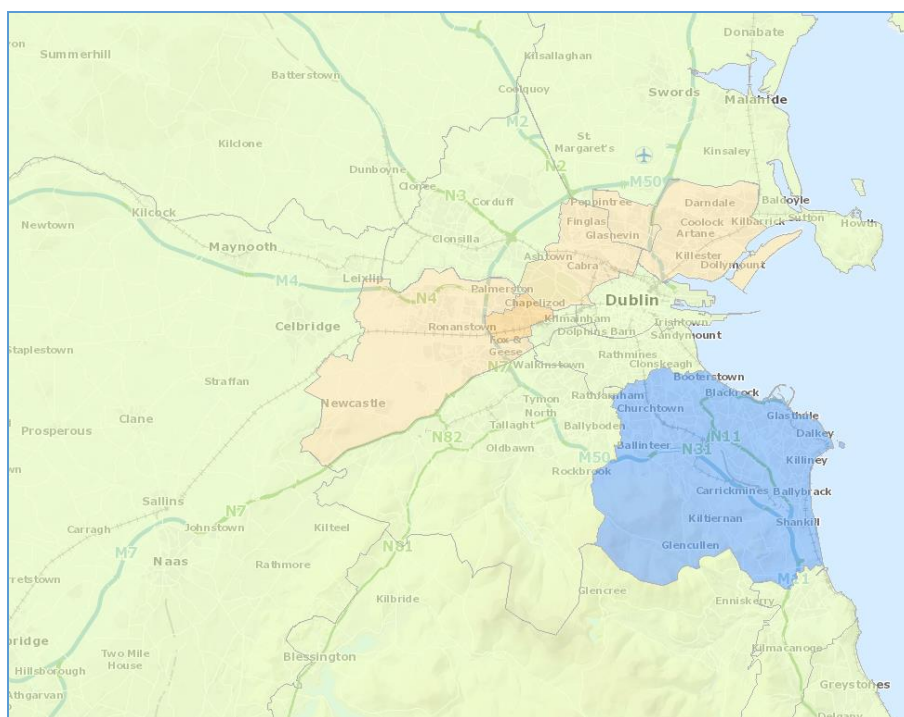 Donabate
Summerhill
Kilsallaghan
Batterstown
Coolquoy
Swords
Malahide
M2
Kilclone
St.
Margaret's
Kinsaley
N2
Dunboyne
Clonee
M50
N3
Corduff
Poppintree
Darndale
Baldoyle
Kilcock
Newtown
Finglas
Glashevin
Coolock
Kilbarrick
Sutton
Howth
Artane
Maynooth
Clonsilla
Ashtown
Cabra
Killester
Dollymount
M4
Leixlip
N4
Palmerston
Chapelizod
Dublin
Celbridge
Ronanstown
Kilmainham
Irishtown
Dolphins Barn
Sandymount
Fox &
Geese
Staplestown
Rathmines
Clonskeagh
N7
Walkinstown
Straffan
Booterstown
Blackrock
Rathfarnham
Clane
Newcastle
Tymon
North
Churchtown
Glasthule
Prosperous
Tallaght
Ballyboden
Dalkey
N82
N11
Oldbawn
Ballinteer
N31
M50
Killiney
Rockbrook
Sallins
Carrickmines
Ballybrack
N7
Carragh
Johnstown
Kilteel
Kiltiernan
Shankill
M7
N81
Glencullen
Naas
Rathmore
M11
Glencree
Kilbride
Enniskerry
Two Mile
House
Blessington
Kilmacanoge
Hillsborough
Greystones
Athgarvan
Delgany